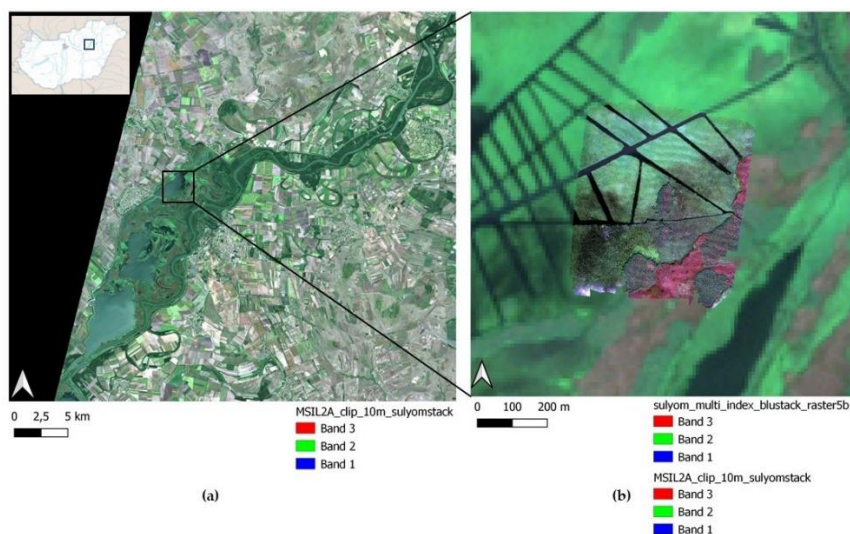 0 2,5 5 km
MSIL2A_clip_10m_sulyomstack
Band 3
Band 2
Band 1
(a)
0 100 200 m
sulyom_multi_index_blustack_raster5b
Band 3
Band 2
Band 1
MSIL2A_clip_10m_sulyomstack
Band 3
Band 2
Band 1
(b)